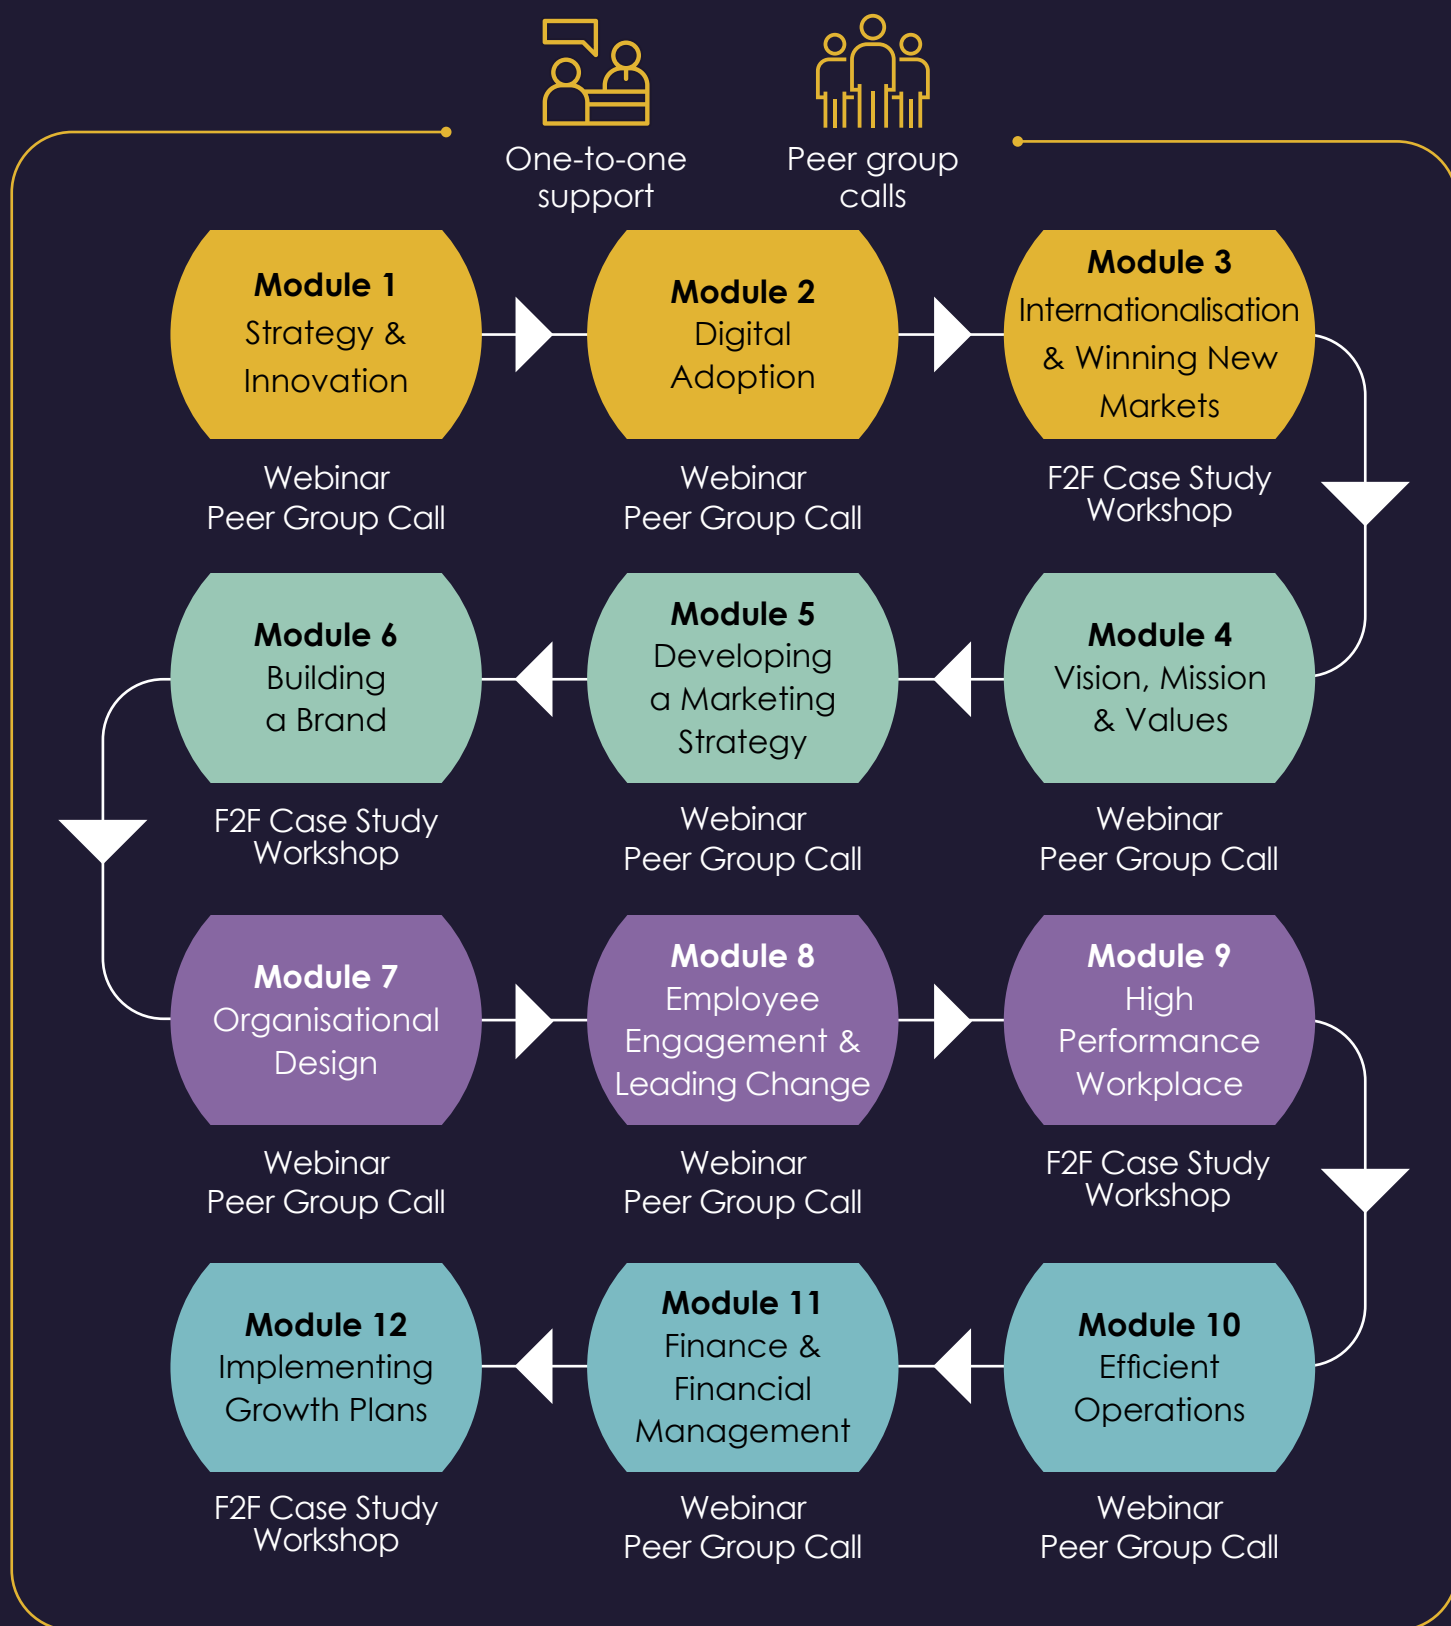 One-to-one
support
Peer group
calls
Module 1
Strategy &
Innovation
Webinar
Peer Group Call
Module 2
Digital
Adoption
Webinar
Peer Group Call
Module 3
Internationalisation
& Winning New
Markets
F2F Case Study
Workshop
Module 4
Vision, Mission
& Values
Webinar
Peer Group Call
Module 5
Developing
a Marketing
Strategy
Webinar
Peer Group Call
Module 6
Building
a Brand
F2F Case Study
Workshop
Module 7
Organisational
Design
Webinar
Peer Group Call
Module 8
Employee
Engagement &
Leading Change
Webinar
Peer Group Call
Module 9
High
Performance
Workplace
F2F Case Study
Workshop
Module 10
Efficient
Operations
Webinar
Peer Group Call
Module 11
Finance &
Financial
Management
Webinar
Peer Group Call
Module 12
Implementing
Growth Plans
F2F Case Study
Workshop